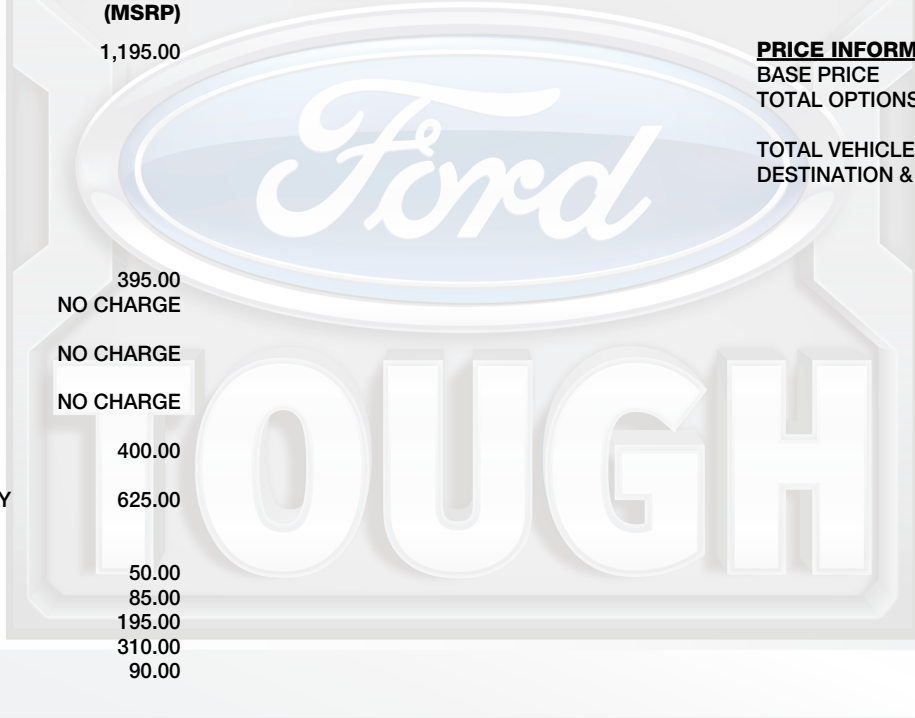 (MSRP)
1,195.00
395.00
NO CHARGE
NO CHARGE
NO CHARGE
400.00
Y 625.00
50.00
85.00
195.00
310.00
90.00
PRICE INFORM
BASE PRICE
TOTAL OPTIONS
TOTAL VEHICLE
DESTINATION &
Ford
TOUGH